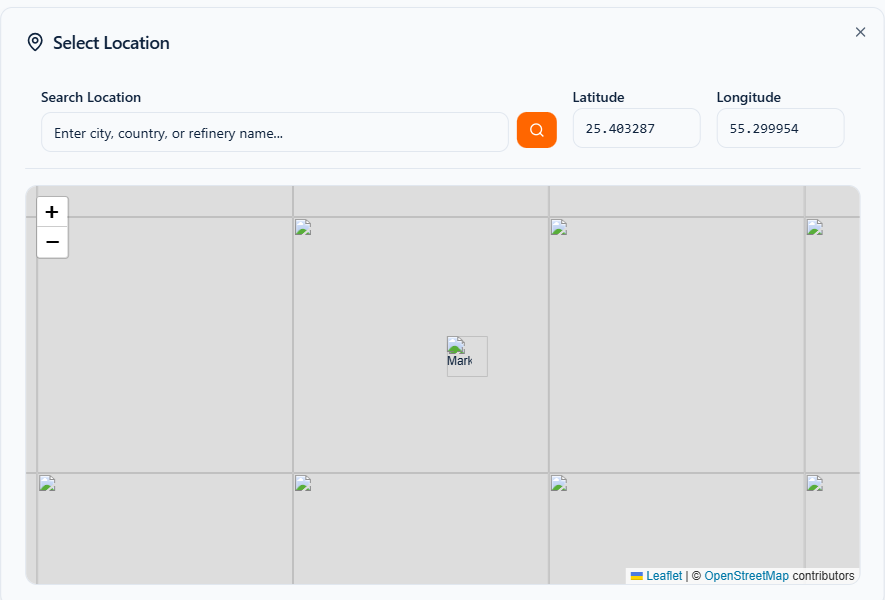 Select Location
Search Location
Latitude
Longitude
Enter city, country, or refinery name...
25.403287
55.299954
+
−
Mark
Leaflet | © OpenStreetMap contributors